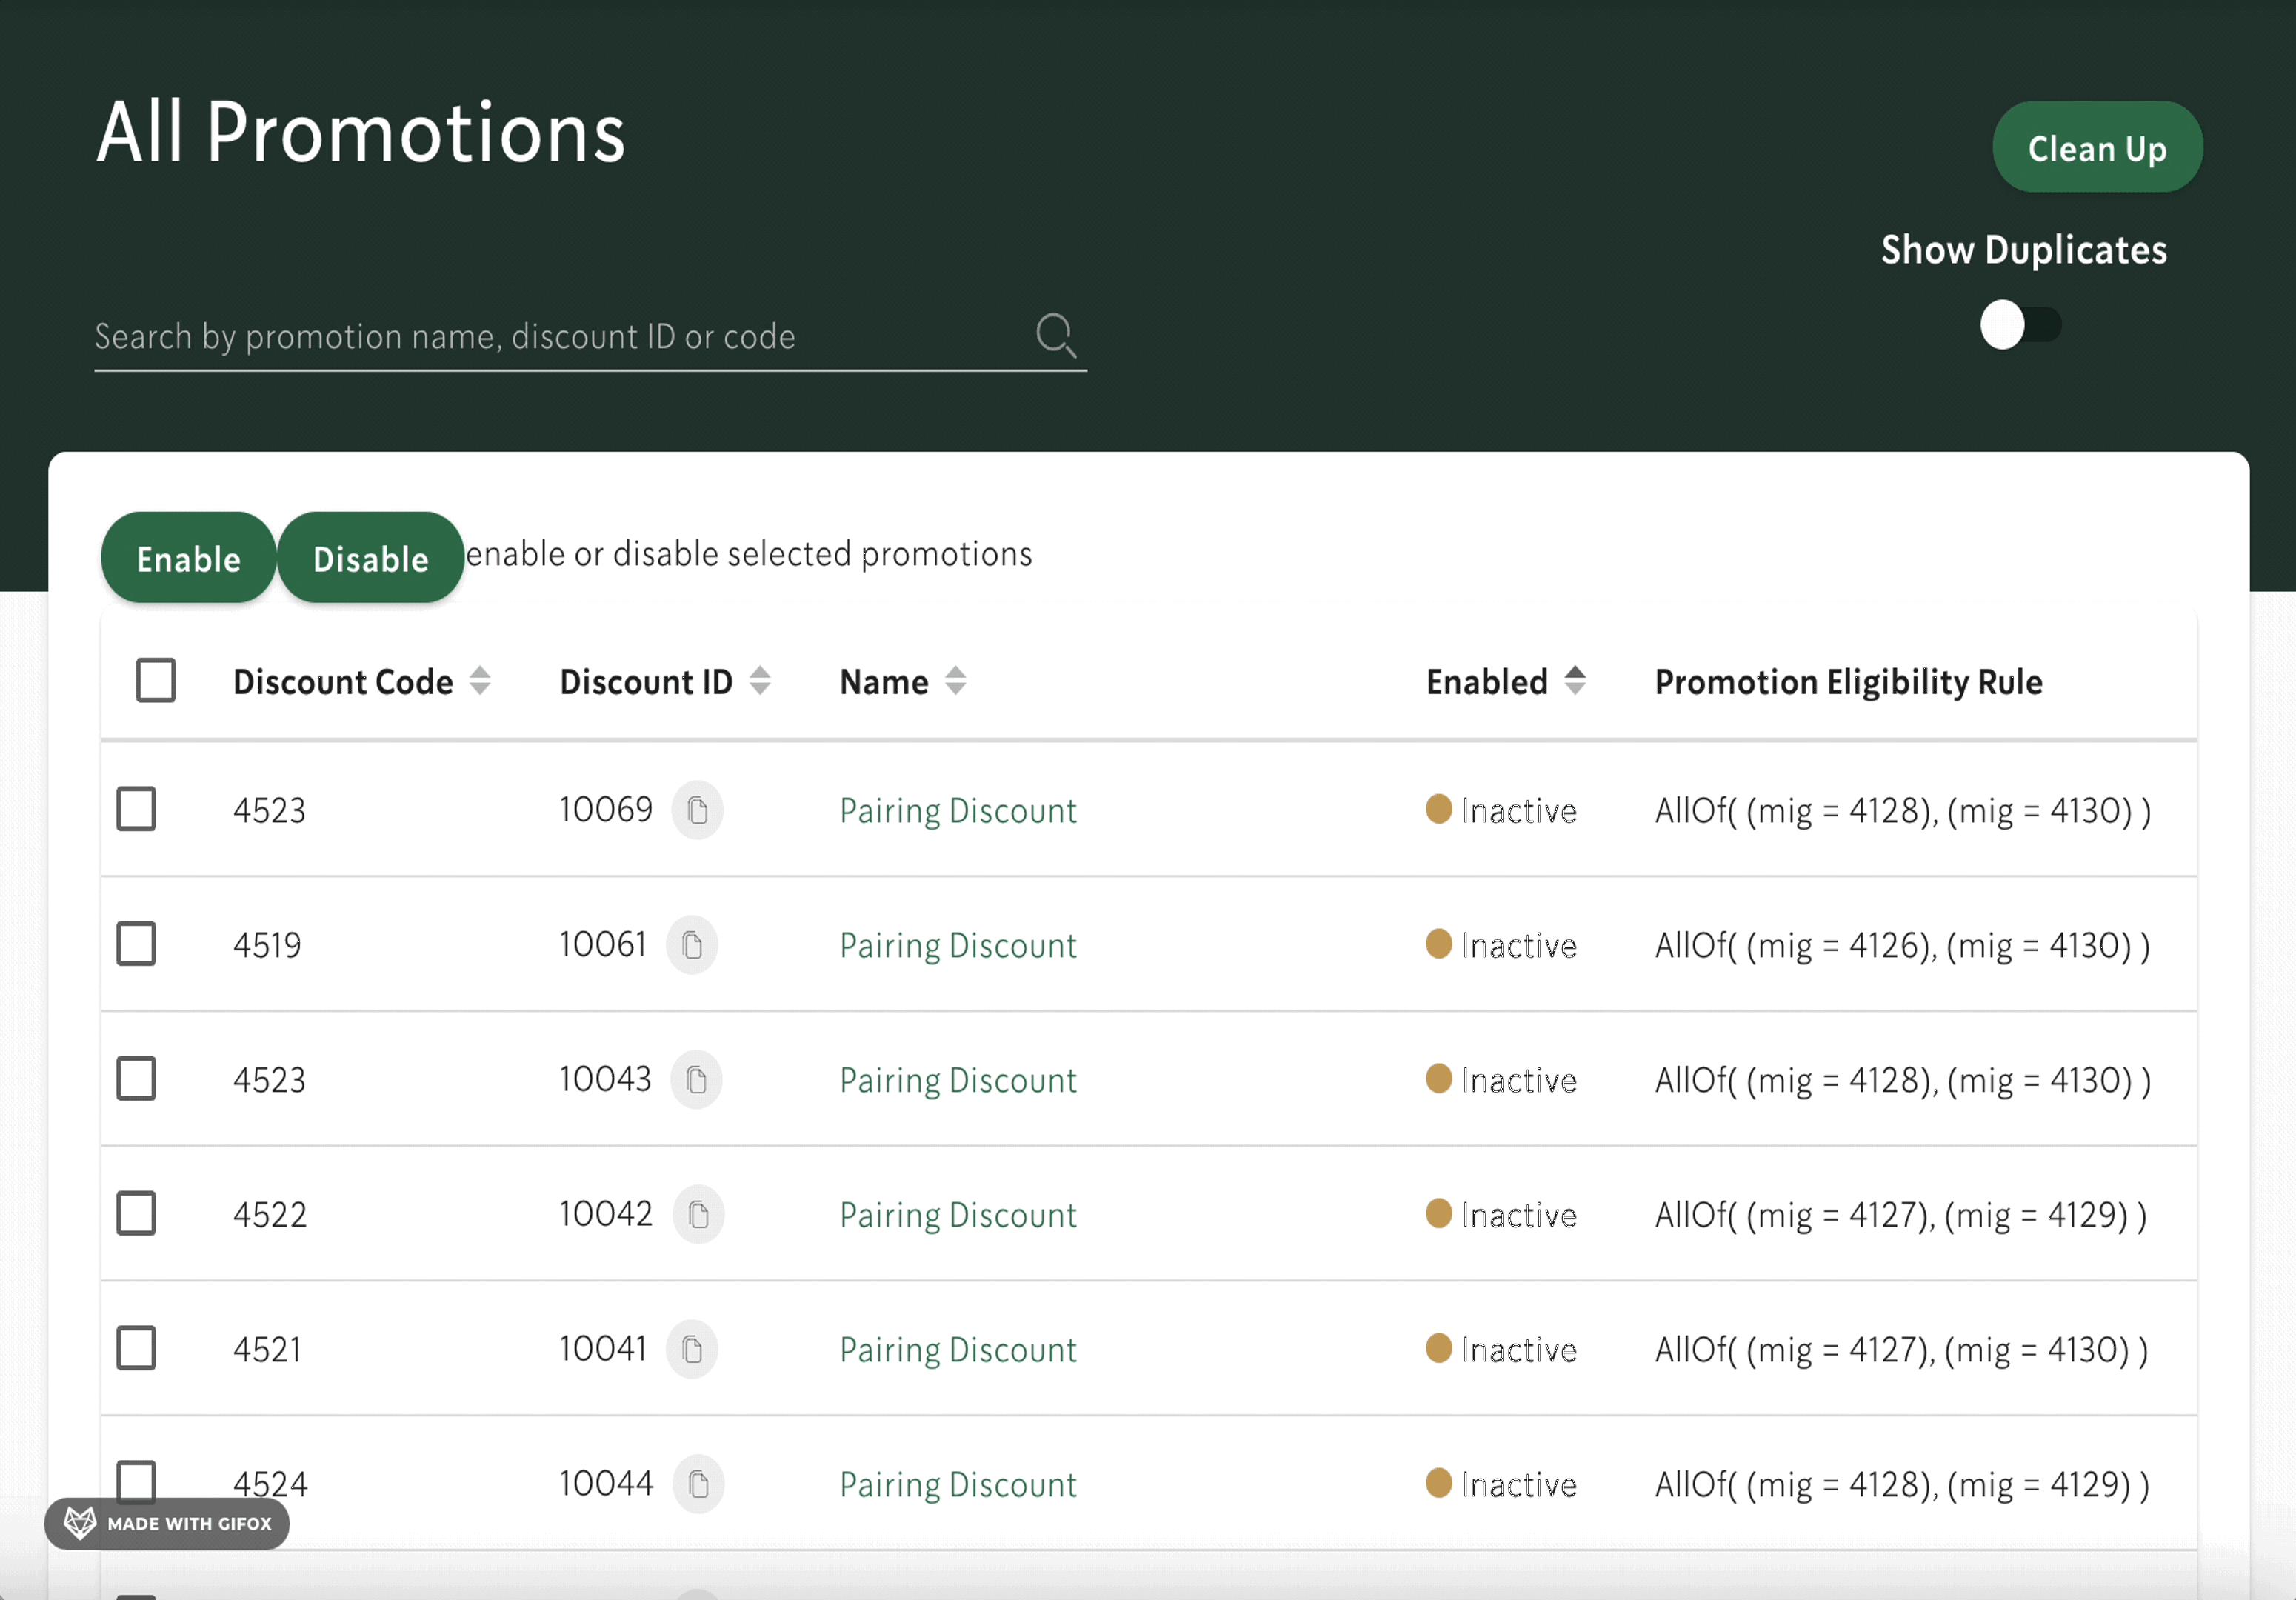 All Promotions
Clean Up
Show Duplicates
Search by promotion name, discount ID or code
Enable Disable enable or disable selected promotions
Discount Code Discount ID Name Enabled Promotion Eligibility Rule
4523 10069 Pairing Discount Inactive AllOf( (mig = 4128), (mig = 4130) )
4519 10061 Pairing Discount Inactive AllOf( (mig = 4126), (mig = 4130) )
4523 10043 Pairing Discount Inactive AllOf( (mig = 4128), (mig = 4130) )
4522 10042 Pairing Discount Inactive AllOf( (mig = 4127), (mig = 4129) )
4521 10041 Pairing Discount Inactive AllOf( (mig = 4127), (mig = 4130) )
4524 10044 Pairing Discount Inactive AllOf( (mig = 4128), (mig = 4129) )
MADE WITH GIFOX